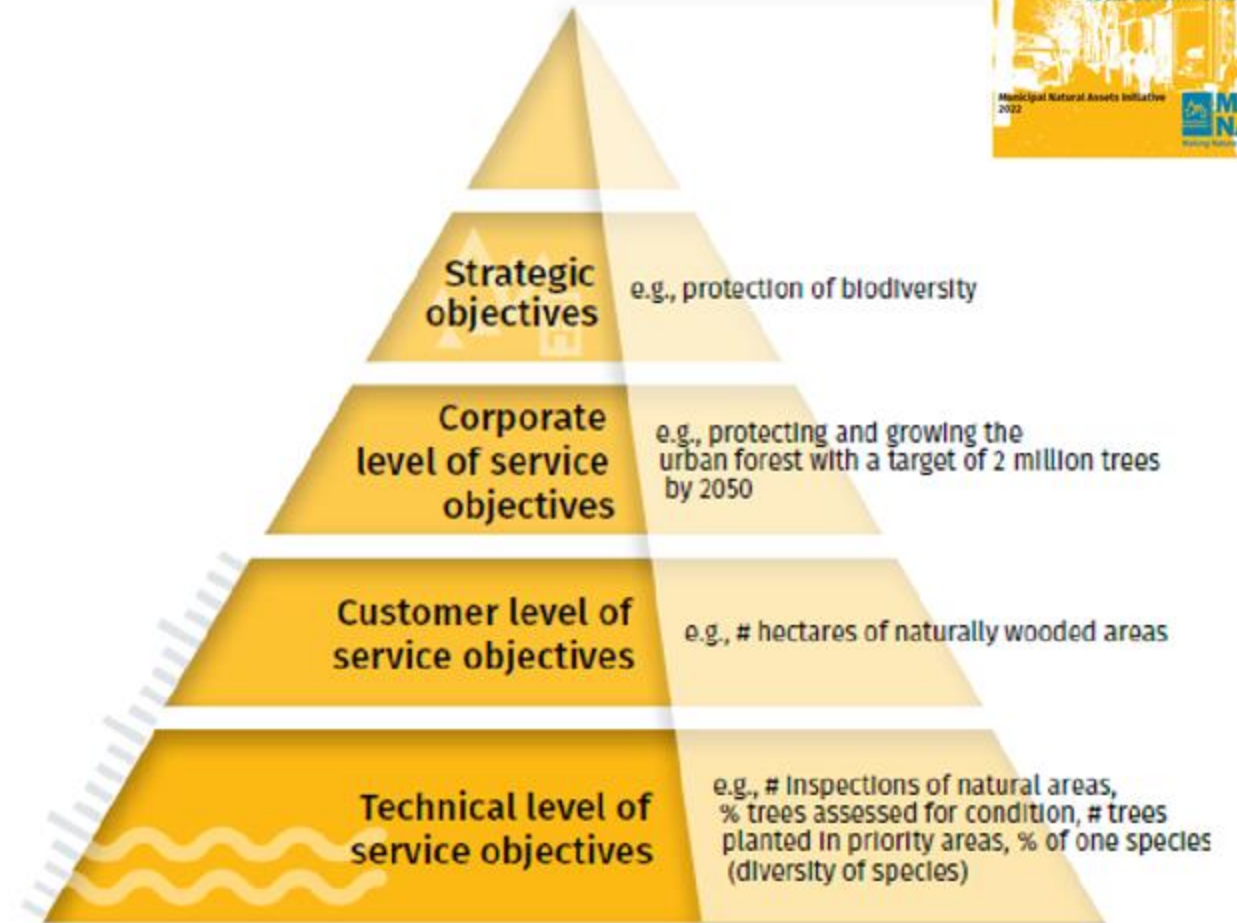 Municipal Natural Assets Initiative
2022
Strategic
objectives
e.g., protection of biodiversity
Corporate
level of service
objectives
e.g., protecting and growing the
urban forest with a target of 2 million trees
by 2050
Customer level of
service objectives
e.g., # hectares of naturally wooded areas
Technical level of
service objectives
e.g., # inspections of natural areas,
% trees assessed for condition, # trees
planted in priority areas, % of one species
(diversity of species)